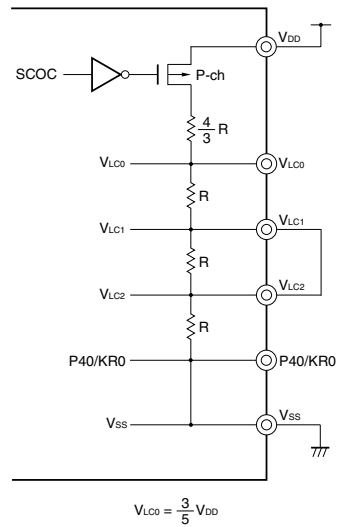 VDD
SCOC
P-ch
4/3 R
VLC0 VLC0
R
VLC1 VLC1
R
VLC2 VLC2
R
P40/KR0 P40/KR0
VSS VSS
VLC0 = 3/5 VDD